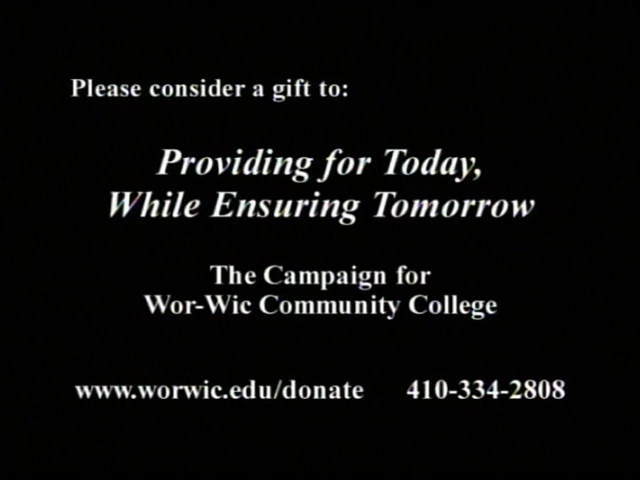 Please consider a gift to:
Providing for Today,
While Ensuring Tomorrow
The Campaign for
Wor-Wic Community College
www.worwic.edu/donate 410-334-2808